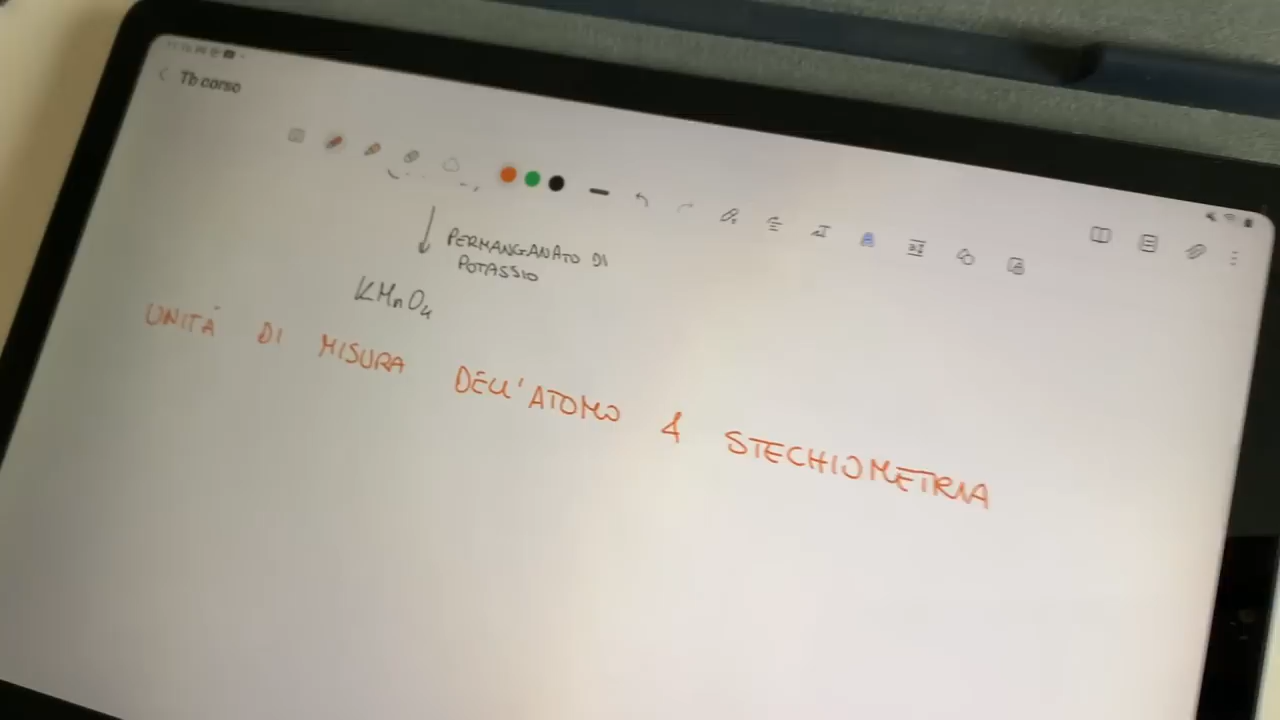 Tb corso
PERMANGANATO DI
POTASSIO
KMnO4
UNITÀ DI MISURA DELL'ATOMO & STECHIOMETRIA